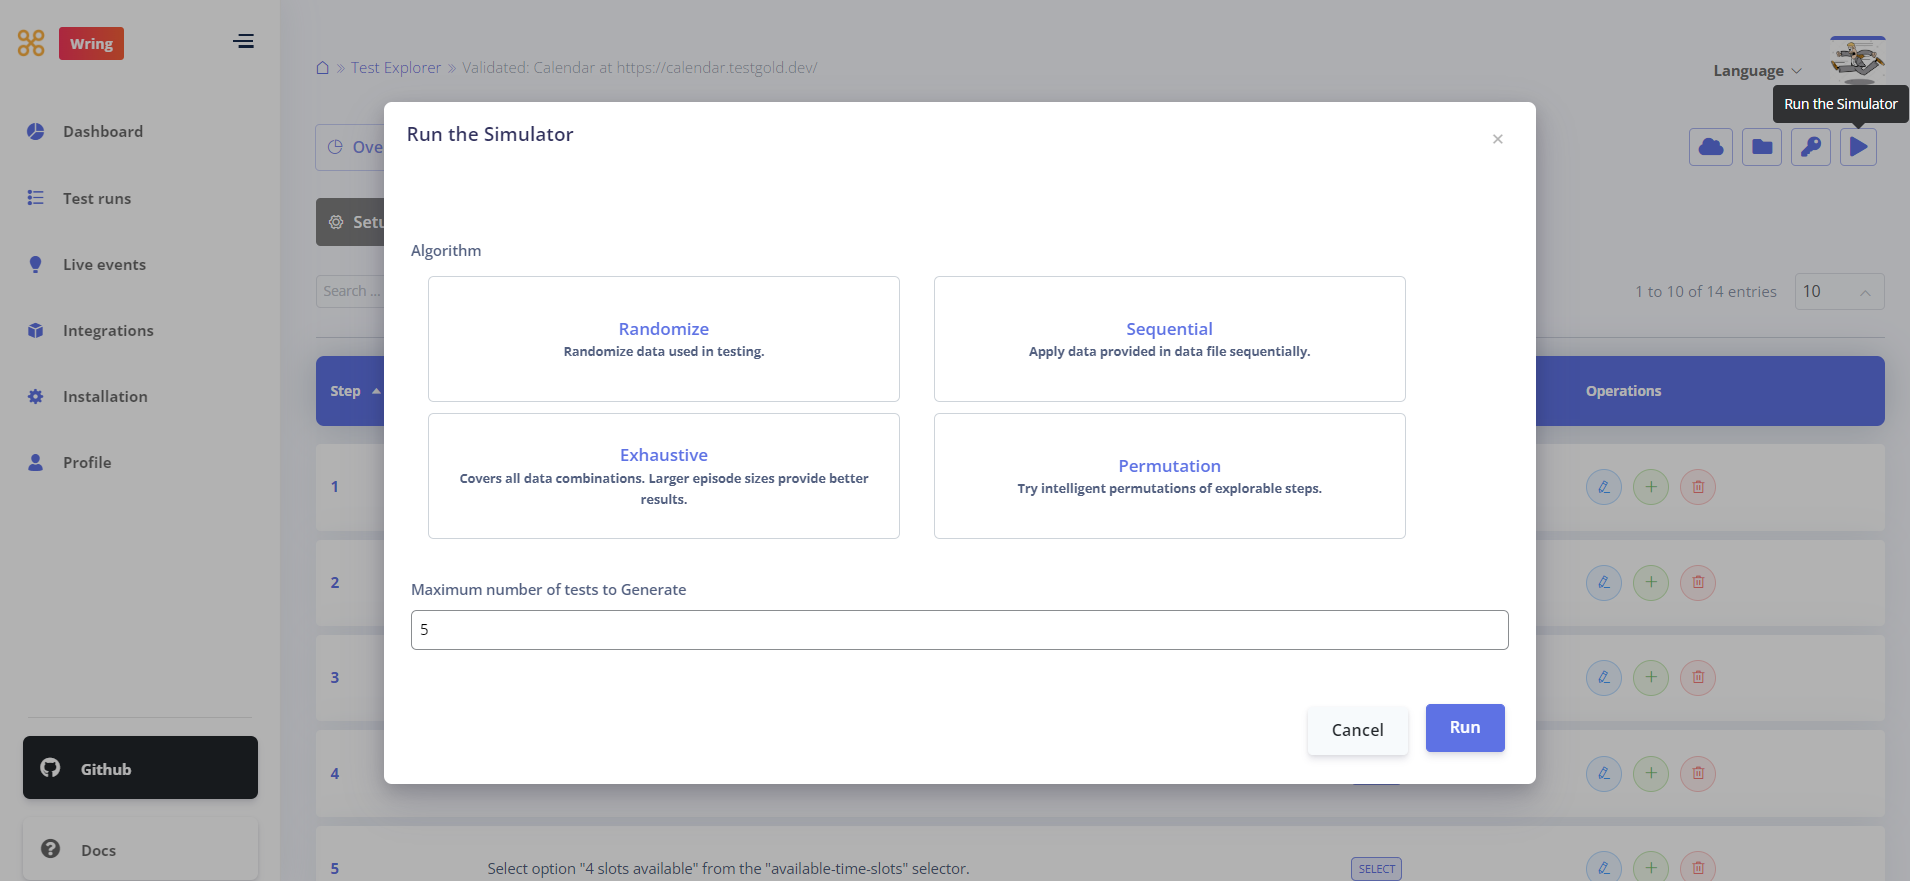 Wring
Test Explorer
Validated: Calendar at https://calendar.testgold.dev/
Language
Run the Simulator
Dashboard
Test runs
Live events
Integrations
Installation
Profile
Github
Docs
Ove
Setu
Search ...
1 to 10 of 14 entries
10
Step
Operations
1
2
3
4
5
Select option "4 slots available" from the "available-time-slots" selector.
SELECT
Run the Simulator
×
Algorithm
Randomize
Randomize data used in testing.
Sequential
Apply data provided in data file sequentially.
Exhaustive
Covers all data combinations. Larger episode sizes provide better
results.
Permutation
Try intelligent permutations of explorable steps.
Maximum number of tests to Generate
5
Cancel
Run